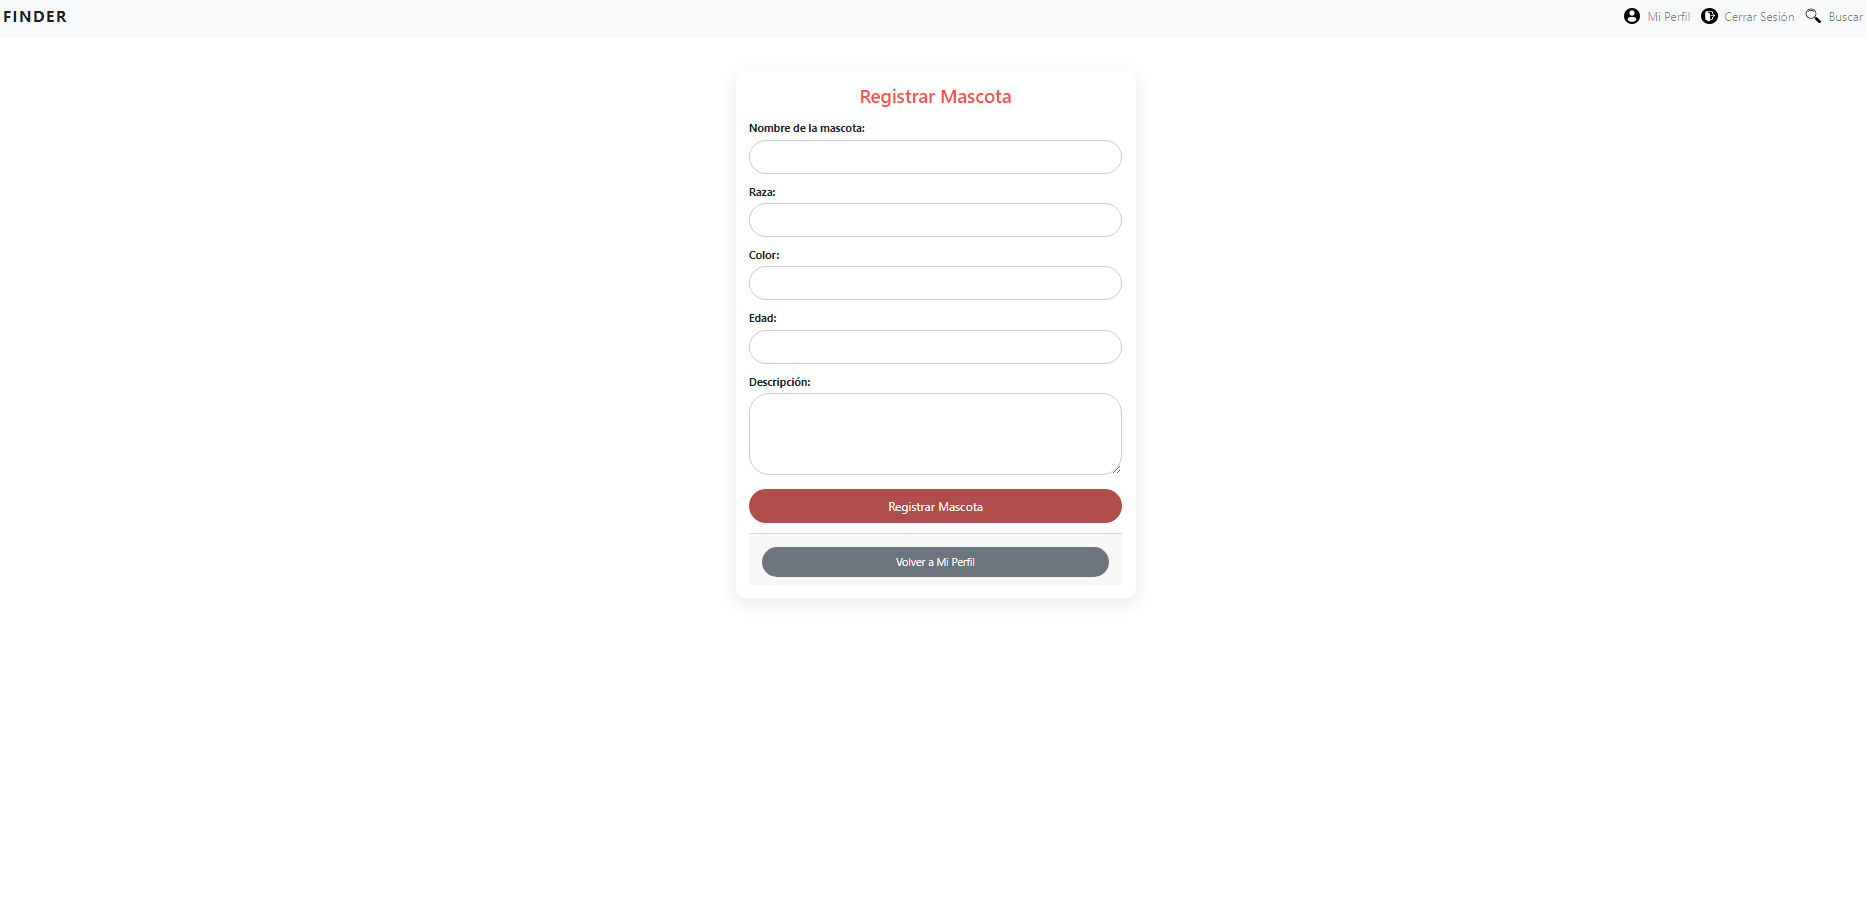 FINDER
Mi Perfil
Cerrar Sesión
Buscar
Registrar Mascota
Nombre de la mascota:
Raza:
Color:
Edad:
Descripción:
Registrar Mascota
Volver a Mi Perfil